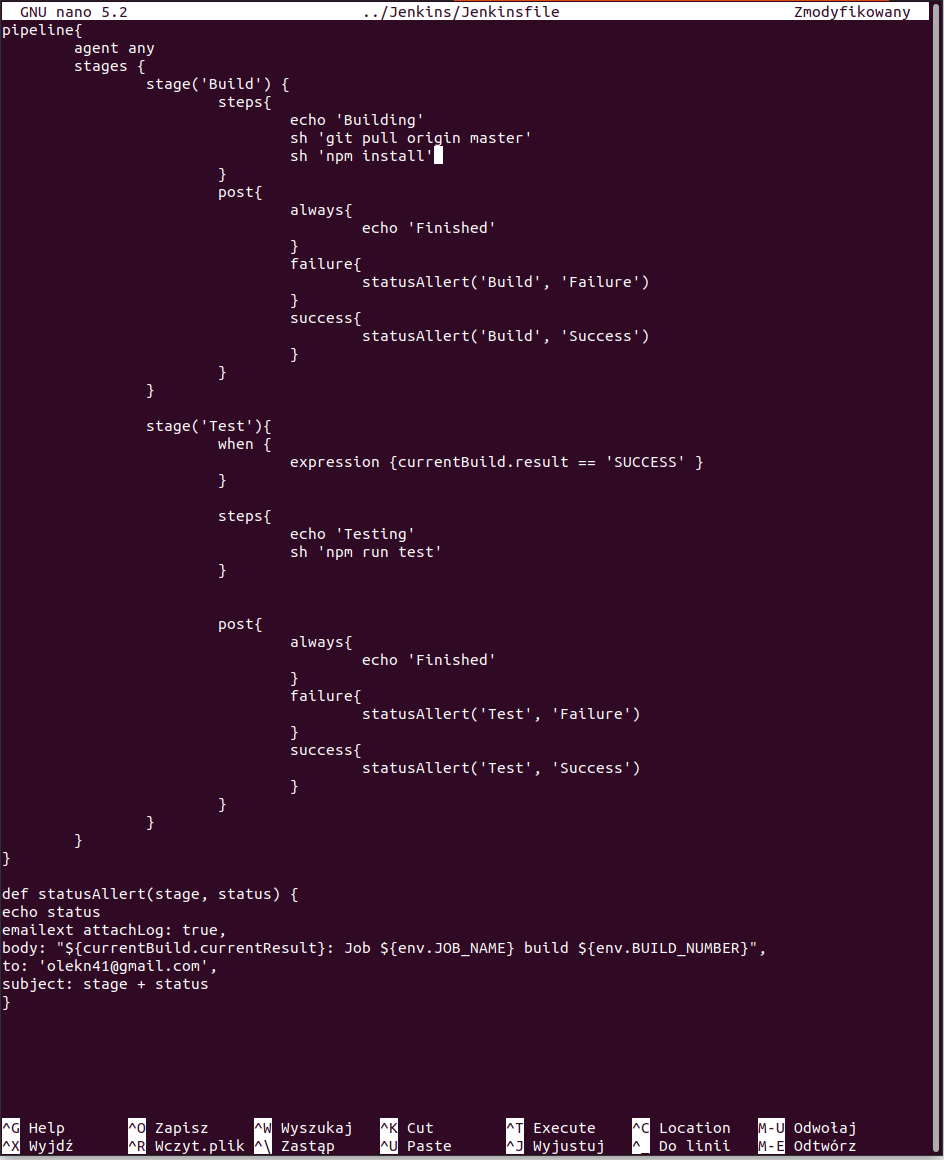 GNU nano 5.2 ../Jenkins/Jenkinsfile Zmodyfikowany
pipeline{
        agent any
        stages {
                stage('Build') {
                        steps{
                                echo 'Building'
                                sh 'git pull origin master'
                                sh 'npm install'
                        }
                        post{
                                always{
                                        echo 'Finished'
                                }
                                failure{
                                        statusAllert('Build', 'Failure')
                                }
                                success{
                                        statusAllert('Build', 'Success')
                                }
                        }
                }

                stage('Test'){
                        when {
                                expression {currentBuild.result == 'SUCCESS' }
                        }

                        steps{
                                echo 'Testing'
                                sh 'npm run test'
                        }


                        post{
                                always{
                                        echo 'Finished'
                                }
                                failure{
                                        statusAllert('Test', 'Failure')
                                }
                                success{
                                        statusAllert('Test', 'Success')
                                }
                        }
                }
        }
}

def statusAllert(stage, status) {
echo status
emailext attachLog: true,
body: "${currentBuild.currentResult}: Job ${env.JOB_NAME} build ${env.BUILD_NUMBER}",
to: 'olekn41@gmail.com',
subject: stage + status
}
^G Help ^O Zapisz ^W Wyszukaj ^K Cut ^T Execute ^C Location M-U Odwołaj
^X Wyjdź ^R Wczyt.plik ^\ Zastąp ^U Paste ^J Wyjustuj ^_ Do linii M-E Odtwórz